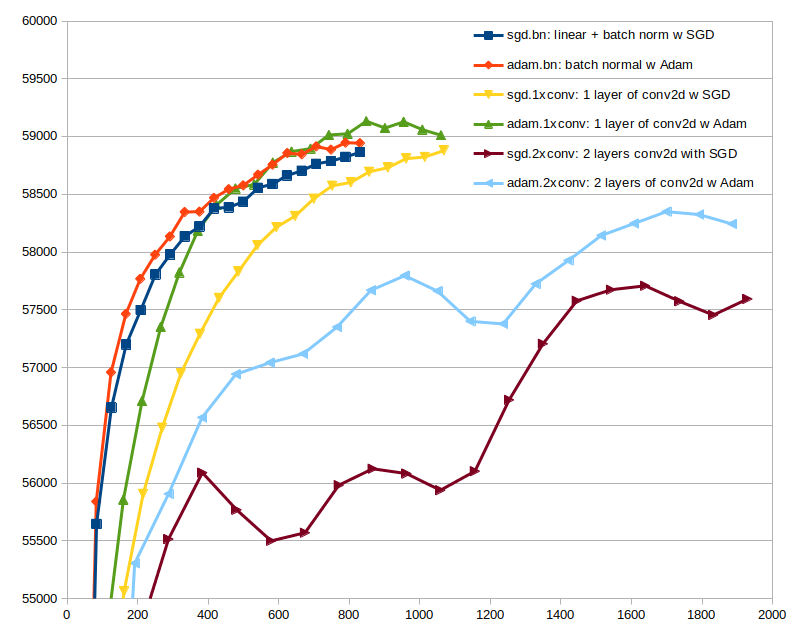 60000
59500
59000
58500
58000
57500
57000
56500
56000
55500
55000
sgd.bn: linear + batch norm w SGD
adam.bn: batch normal w Adam
sgd.1xconv: 1 layer of conv2d w SGD
adam.1xconv: 1 layer of conv2d w Adam
sgd.2xconv: 2 layers conv2d with SGD
adam.2xconv: 2 layers of conv2d w Adam
0 200 400 600 800 1000 1200 1400 1600 1800 2000